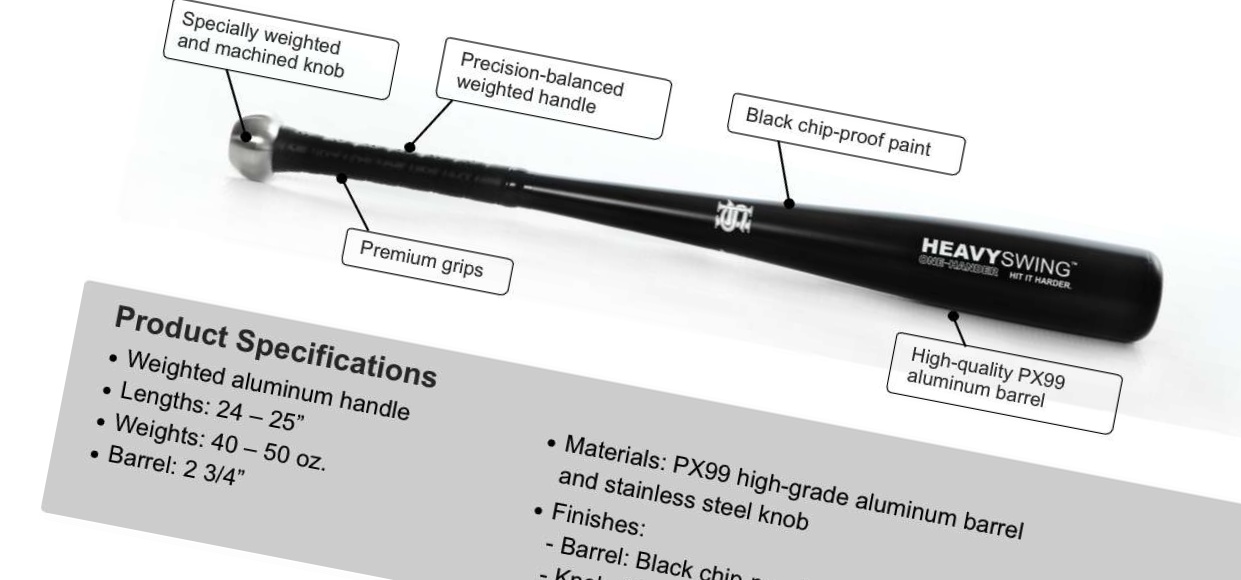 Specially weighted
and machined knob
Precision-balanced
weighted handle
Black chip-proof paint
HEAVYSWING™
ONE-HANDER HIT IT HARDER.
Premium grips
High-quality PX99
aluminum barrel
Product Specifications
• Weighted aluminum handle
• Lengths: 24 – 25”
• Weights: 40 – 50 oz.
• Barrel: 2 3/4”
• Materials: PX99 high-grade aluminum barrel
and stainless steel knob
• Finishes:
- Barrel: Black chip-